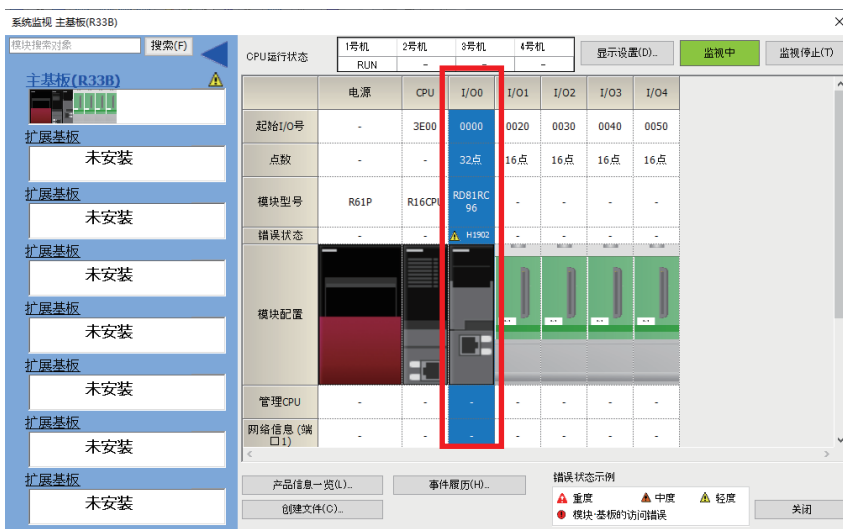 系统监视 主基板(R33B)
模块搜索对象 搜索(F)
主基板(R33B)
扩展基板
未安装
扩展基板
未安装
扩展基板
未安装
扩展基板
未安装
扩展基板
未安装
扩展基板
未安装
扩展基板
未安装
CPU运行状态 1号机 2号机 3号机 4号机
RUN - - -
显示设置(D)... 监视中 监视停止(T)
电源 CPU I/O0 I/O1 I/O2 I/O3 I/O4
起始I/O号 - 3E00 0000 0020 0030 0040 0050
点数 - - 32点 16点 16点 16点 16点
模块型号 R61P R16CPU RD81RC
96 - - - -
错误状态 - - H1902 - - - -
模块配置
管理CPU - - - - - - -
网络信息(端
口1) - - - - - - -
产品信息一览(L)... 事件履历(H)...
创建文件(C)...
错误状态示例
重度 中度 轻度
模块·基板的访问错误
关闭